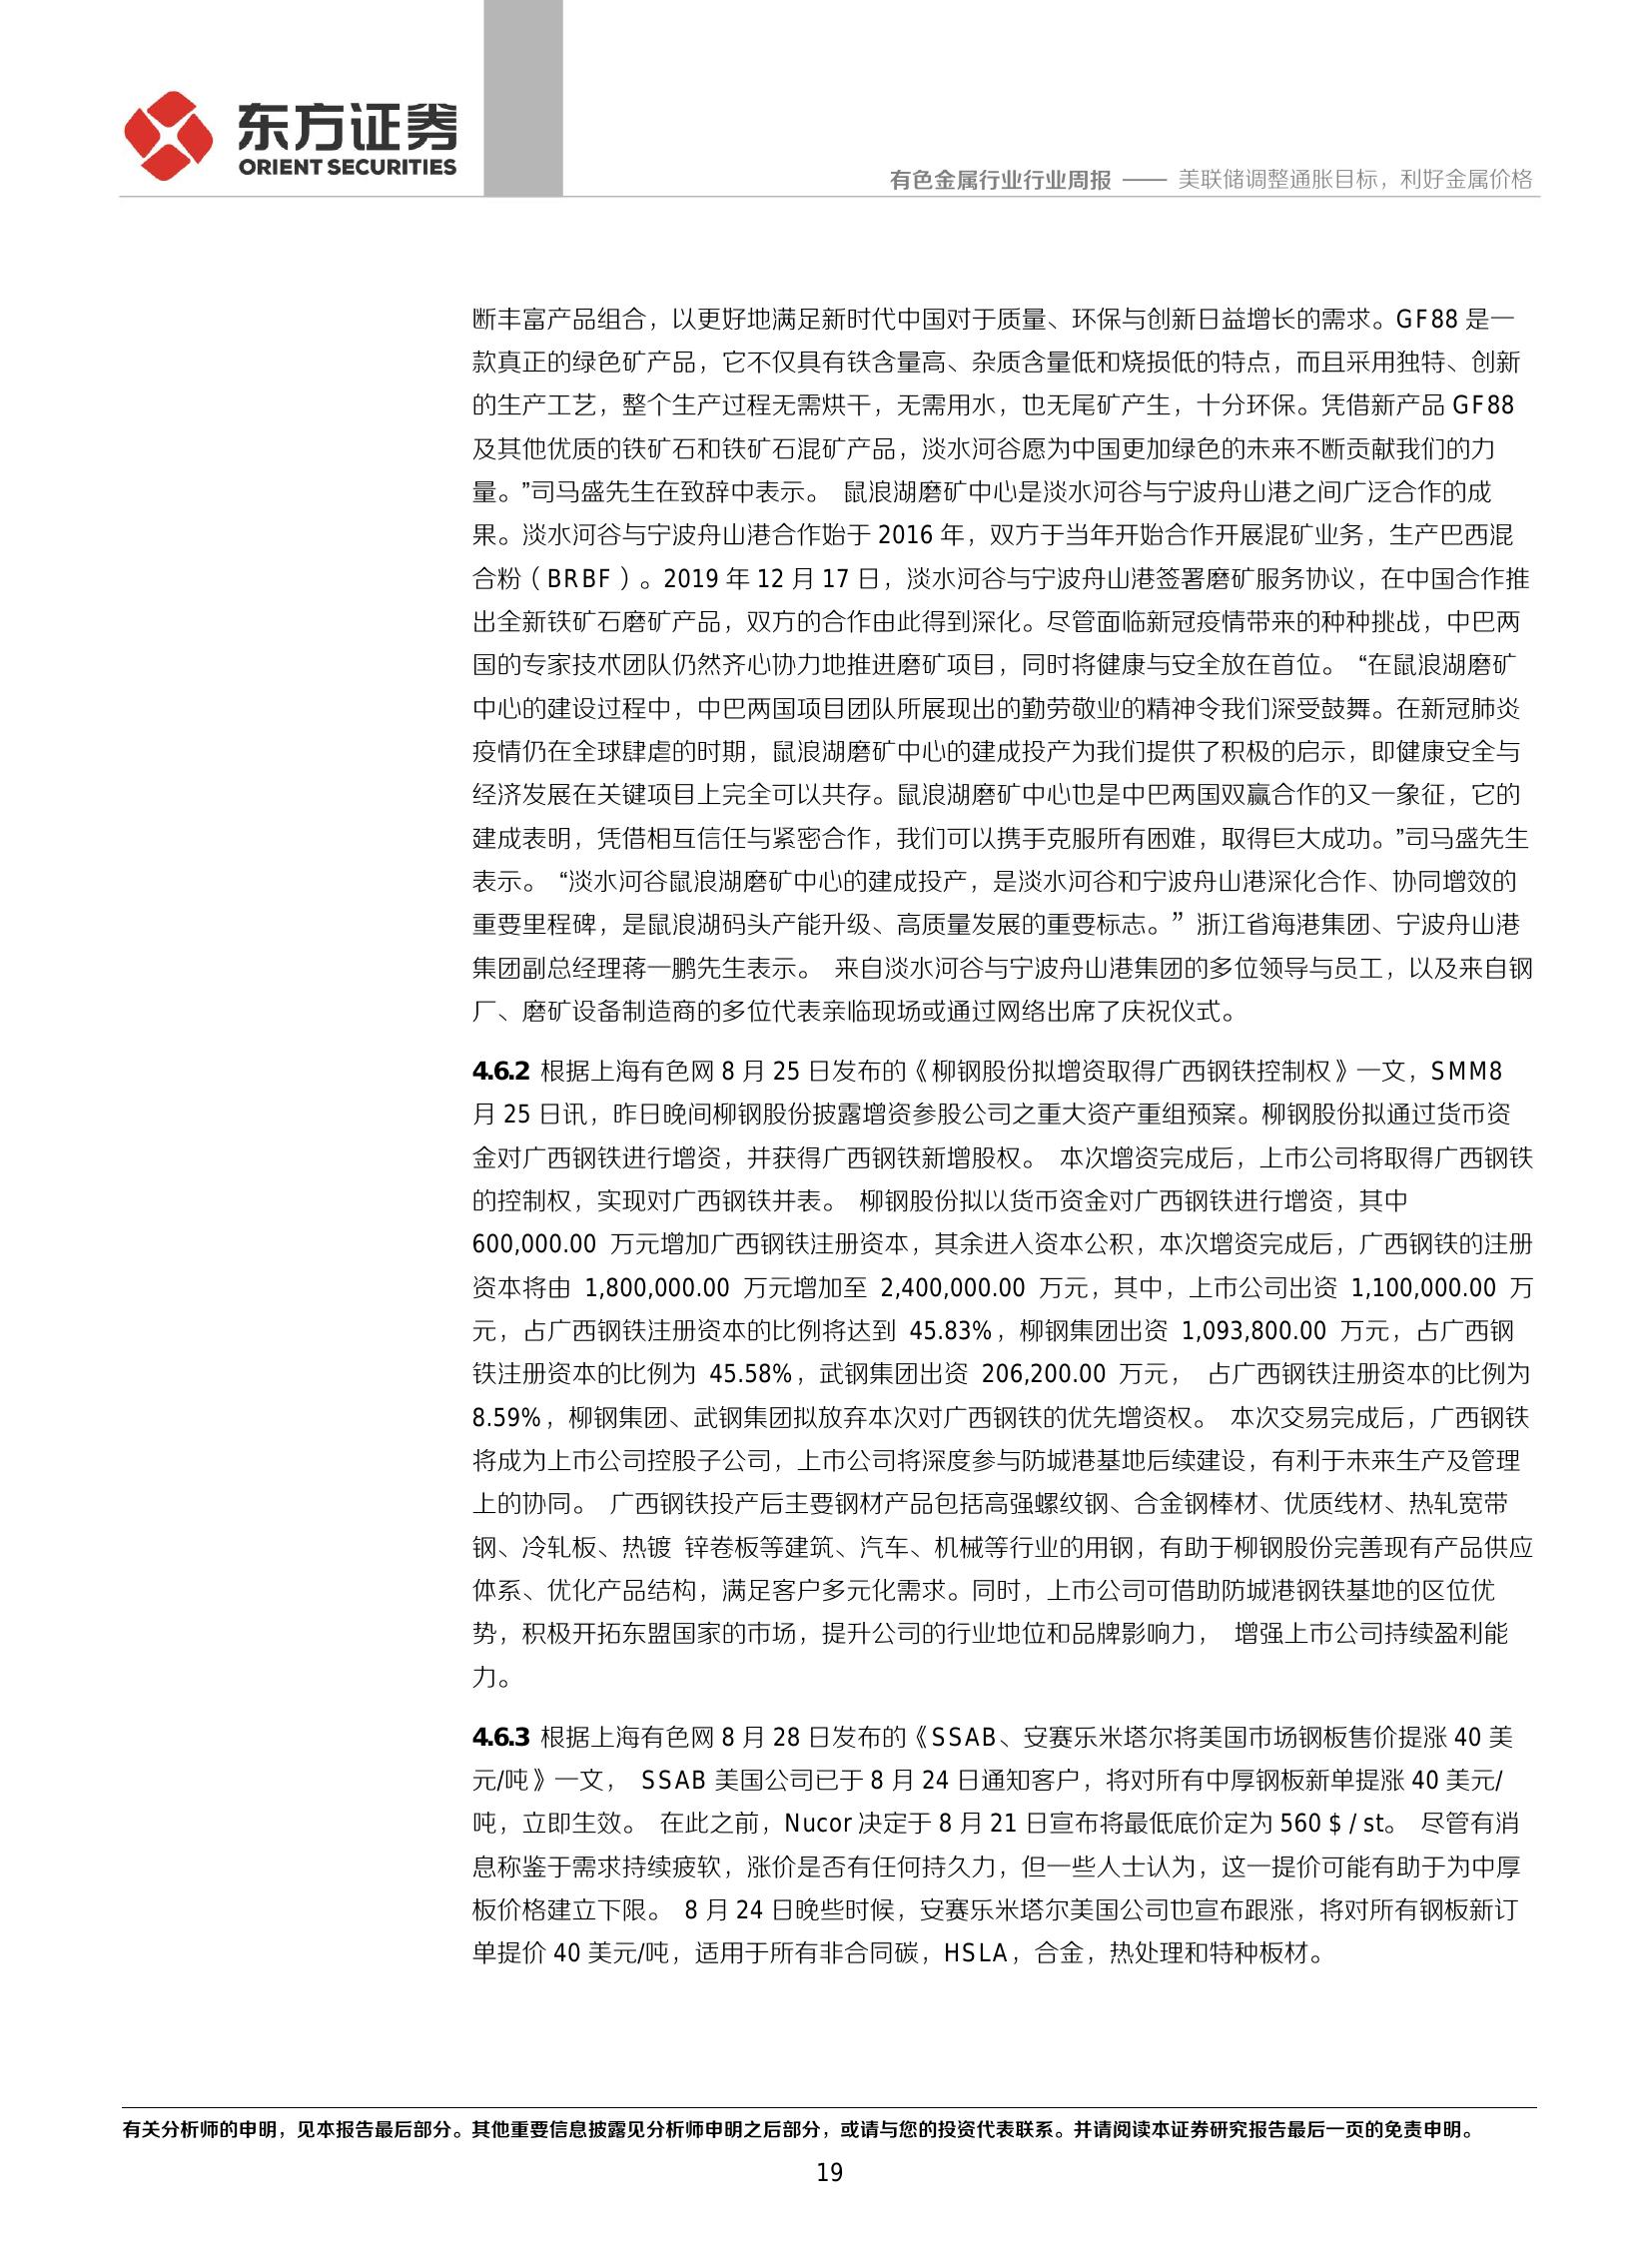 东方证券
ORIENT SECURITIES
有色金属行业行业周报 —— 美联储调整通胀目标，利好金属价格
断丰富产品组合，以更好地满足新时代中国对于质量、环保与创新日益增长的需求。GF88 是一
款真正的绿色矿产品，它不仅具有铁含量高、杂质含量低和烧损低的特点，而且采用独特、创新
的生产工艺，整个生产过程无需烘干，无需用水，也无尾矿产生，十分环保。凭借新产品 GF88
及其他优质的铁矿石和铁矿石混矿产品，淡水河谷愿为中国更加绿色的未来不断贡献我们的力
量。”司马盛先生在致辞中表示。 鼠浪湖磨矿中心是淡水河谷与宁波舟山港之间广泛合作的成
果。淡水河谷与宁波舟山港合作始于 2016 年，双方于当年开始合作开展混矿业务，生产巴西混
合粉（BRBF）。2019 年 12 月 17 日，淡水河谷与宁波舟山港签署磨矿服务协议，在中国合作推
出全新铁矿石磨矿产品，双方的合作由此得到深化。尽管面临新冠疫情带来的种种挑战，中巴两
国的专家技术团队仍然齐心协力地推进磨矿项目，同时将健康与安全放在首位。 “在鼠浪湖磨矿
中心的建设过程中，中巴两国项目团队所展现出的勤劳敬业的精神令我们深受鼓舞。在新冠肺炎
疫情仍在全球肆虐的时期，鼠浪湖磨矿中心的建成投产为我们提供了积极的启示，即健康安全与
经济发展在关键项目上完全可以共存。鼠浪湖磨矿中心也是中巴两国双赢合作的又一象征，它的
建成表明，凭借相互信任与紧密合作，我们可以携手克服所有困难，取得巨大成功。”司马盛先生
表示。 “淡水河谷鼠浪湖磨矿中心的建成投产，是淡水河谷和宁波舟山港深化合作、协同增效的
重要里程碑，是鼠浪湖码头产能升级、高质量发展的重要标志。” 浙江省海港集团、宁波舟山港
集团副总经理蒋一鹏先生表示。 来自淡水河谷与宁波舟山港集团的多位领导与员工，以及来自钢
厂、磨矿设备制造商的多位代表亲临现场或通过网络出席了庆祝仪式。
4.6.2 根据上海有色网 8 月 25 日发布的《柳钢股份拟增资取得广西钢铁控制权》一文，SMM8
月 25 日讯，昨日晚间柳钢股份披露增资参股公司之重大资产重组预案。柳钢股份拟通过货币资
金对广西钢铁进行增资，并获得广西钢铁新增股权。 本次增资完成后，上市公司将取得广西钢铁
的控制权，实现对广西钢铁并表。 柳钢股份拟以货币资金对广西钢铁进行增资，其中
600,000.00 万元增加广西钢铁注册资本，其余进入资本公积，本次增资完成后，广西钢铁的注册
资本将由 1,800,000.00 万元增加至 2,400,000.00 万元，其中，上市公司出资 1,100,000.00 万
元，占广西钢铁注册资本的比例将达到 45.83%，柳钢集团出资 1,093,800.00 万元，占广西钢
铁注册资本的比例为 45.58%，武钢集团出资 206,200.00 万元， 占广西钢铁注册资本的比例为
8.59%，柳钢集团、武钢集团拟放弃本次对广西钢铁的优先增资权。 本次交易完成后，广西钢铁
将成为上市公司控股子公司，上市公司将深度参与防城港基地后续建设，有利于未来生产及管理
上的协同。 广西钢铁投产后主要钢材产品包括高强螺纹钢、合金钢棒材、优质线材、热轧宽带
钢、冷轧板、热镀 锌卷板等建筑、汽车、机械等行业的用钢，有助于柳钢股份完善现有产品供应
体系、优化产品结构，满足客户多元化需求。同时，上市公司可借助防城港钢铁基地的区位优
势，积极开拓东盟国家的市场，提升公司的行业地位和品牌影响力， 增强上市公司持续盈利能
力。
4.6.3 根据上海有色网 8 月 28 日发布的《SSAB、安赛乐米塔尔将美国市场钢板售价提涨 40 美
元/吨》一文， SSAB 美国公司已于 8 月 24 日通知客户，将对所有中厚钢板新单提涨 40 美元/
吨，立即生效。 在此之前，Nucor 决定于 8 月 21 日宣布将最低底价定为 560 $ / st。 尽管有消
息称鉴于需求持续疲软，涨价是否有任何持久力，但一些人士认为，这一提价可能有助于为中厚
板价格建立下限。 8 月 24 日晚些时候，安赛乐米塔尔美国公司也宣布跟涨，将对所有钢板新订
单提价 40 美元/吨，适用于所有非合同碳，HSLA，合金，热处理和特种板材。
有关分析师的申明，见本报告最后部分。其他重要信息披露见分析师申明之后部分，或请与您的投资代表联系。并请阅读本证券研究报告最后一页的免责申明。
19